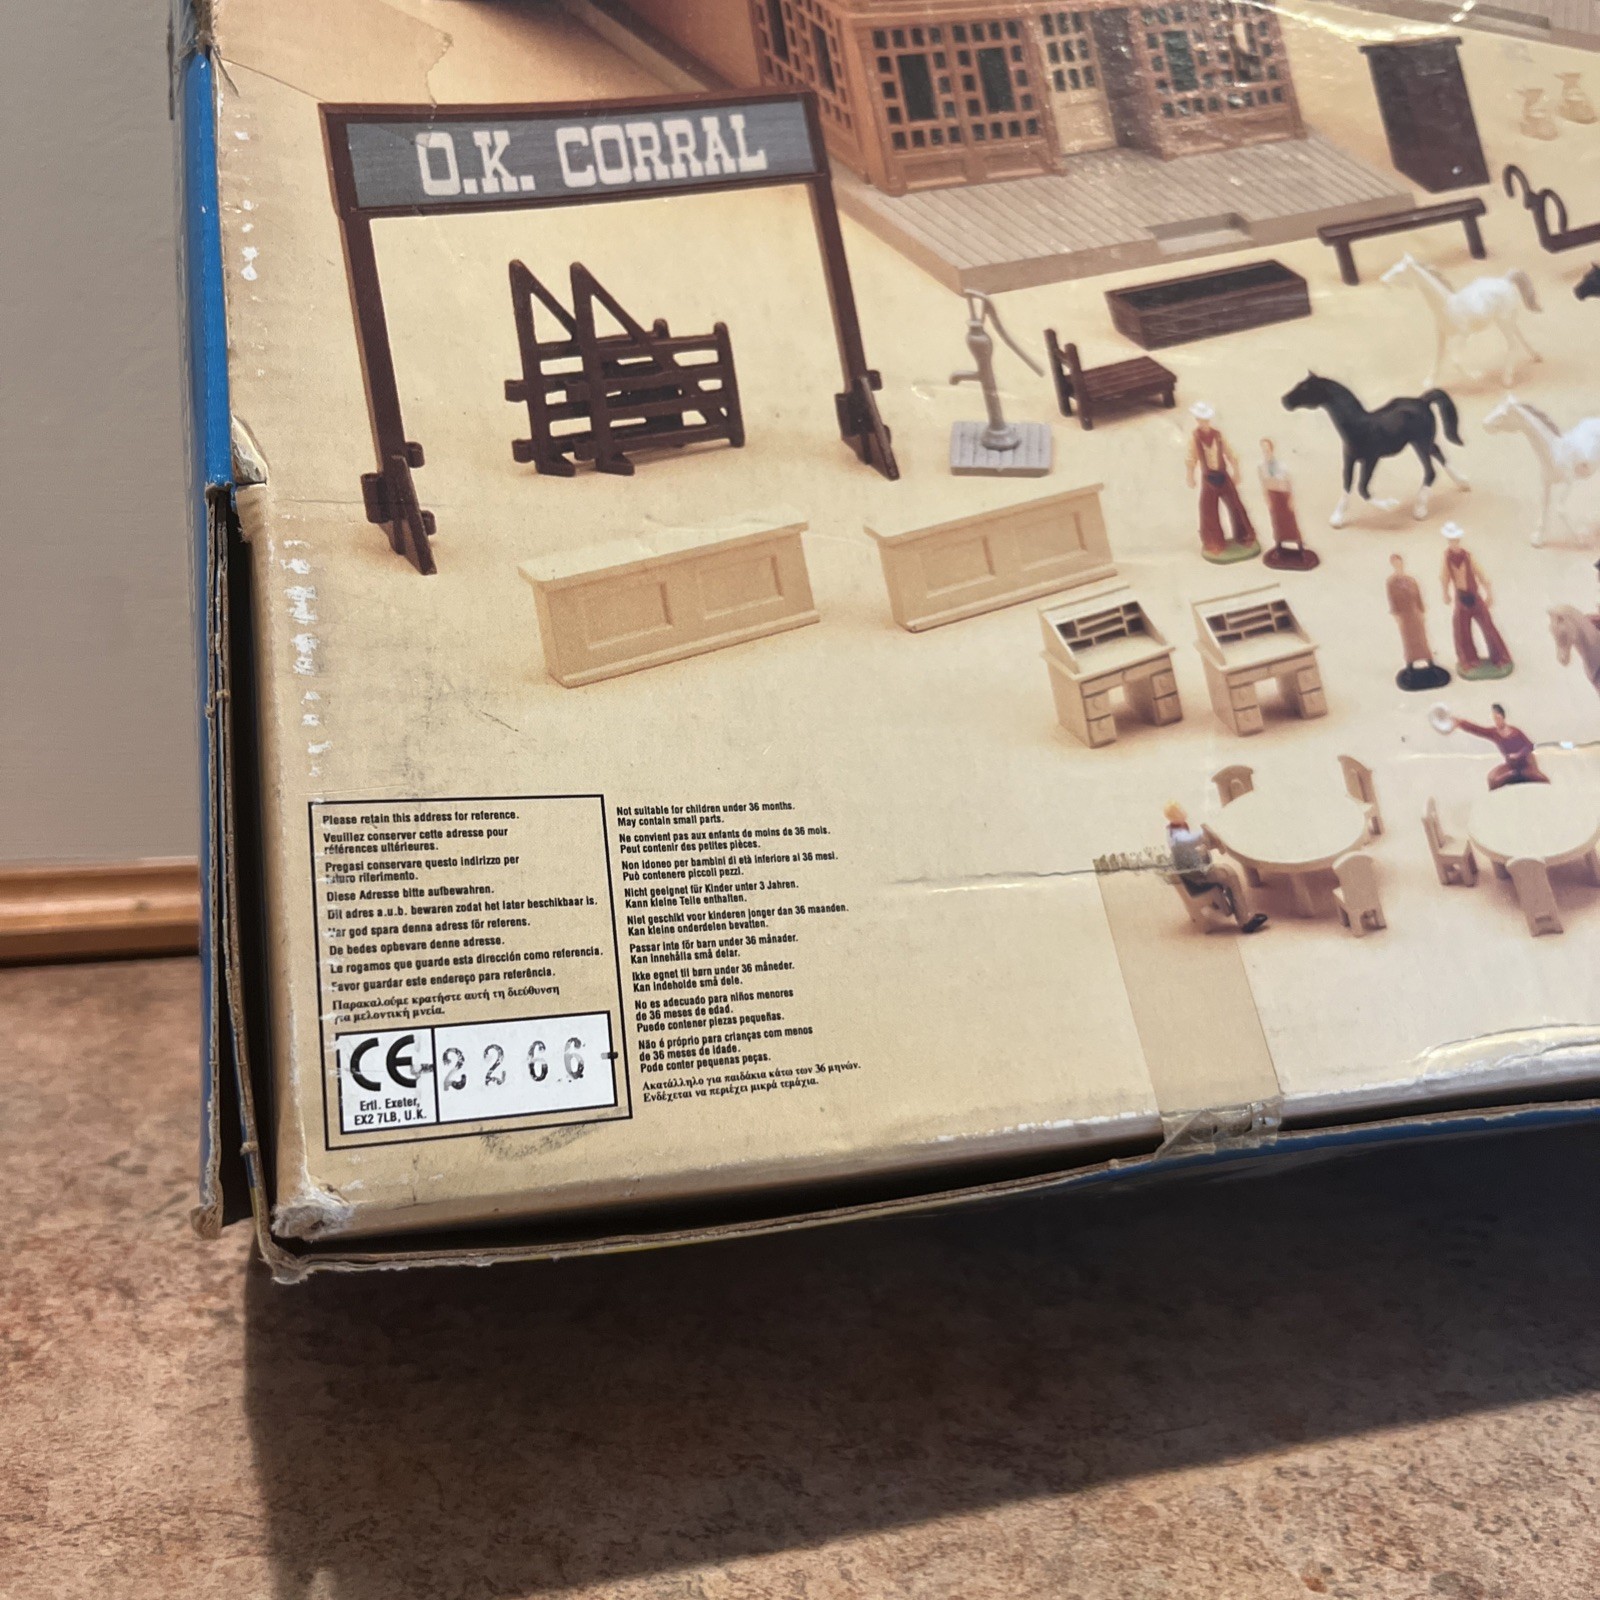 O.K. CORRAL
Please retain this address for reference.
Veuillez conserver cette adresse pour
références ultérieures.
Pregasi conservare questo indirizzo per
futuro riferimento.
Diese Adresse bitte aufbewahren.
Dit adres a.u.b. bewaren zodat het later beschikbaar is.
Var god spara denna adress för referens.
De bedes opbevare denne adresse.
Le rogamos que guarde esta dirección como referencia.
Favor guardar este endereço para referência.
Παρακαλούμε κρατήστε αυτή τη διεύθυνση
για μελοντική μνεία.
CE
2266
Ertl. Exeter,
EX2 7LB, U.K.
Not suitable for children under 36 months.
May contain small parts.
Ne convient pas aux enfants de moins de 36 mois.
Peut contenir des petites pièces.
Non idoneo per bambini di età inferiore ai 36 mesi.
Può contenere piccoli pezzi.
Nicht geeignet für Kinder unter 3 Jahren.
Kann kleine Teile enthalten.
Niet geschikt voor kinderen jonger dan 36 maanden.
Kan kleine onderdelen bevatten.
Passar inte för barn under 36 månader.
Kan innehålla små delar.
Ikke egnet til børn under 36 måneder.
Kan indeholde små dele.
No es adecuado para niños menores
de 36 meses de edad.
Puede contener piezas pequeñas.
Não é próprio para crianças com menos
de 36 meses de idade.
Pode conter pequenas peças.
Ακατάλληλο για παιδάκια κάτω των 36 μηνών.
Ενδέχεται να περιέχει μικρά τεμάχια.